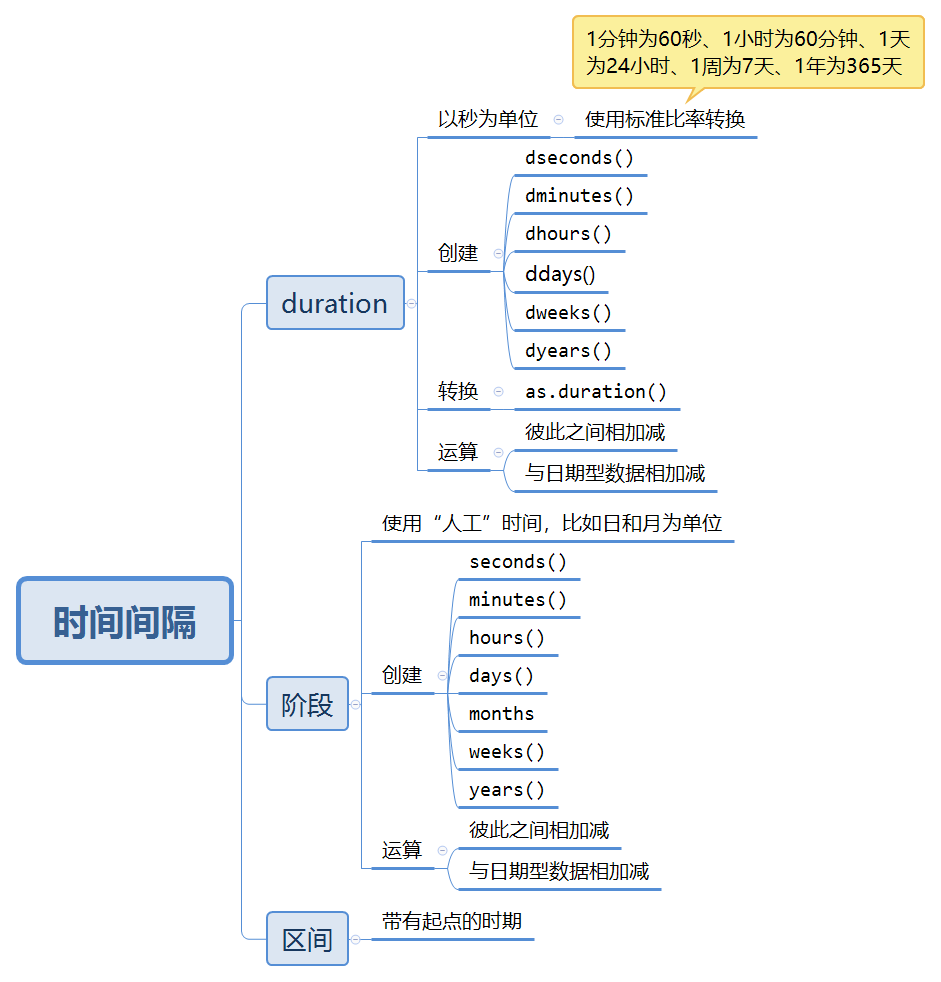 1分钟为60秒、1小时为60分钟、1天
为24小时、1周为7天、1年为365天
以秒为单位
使用标准比率转换
dseconds()
dminutes()
dhours()
创建
ddays()
dweeks()
dyears()
duration
转换
as.duration()
运算
彼此之间相加减
与日期型数据相加减
使用“人工”时间，比如日和月为单位
seconds()
minutes()
hours()
创建
days()
months
weeks()
years()
时间间隔
阶段
运算
彼此之间相加减
与日期型数据相加减
区间
带有起点的时期